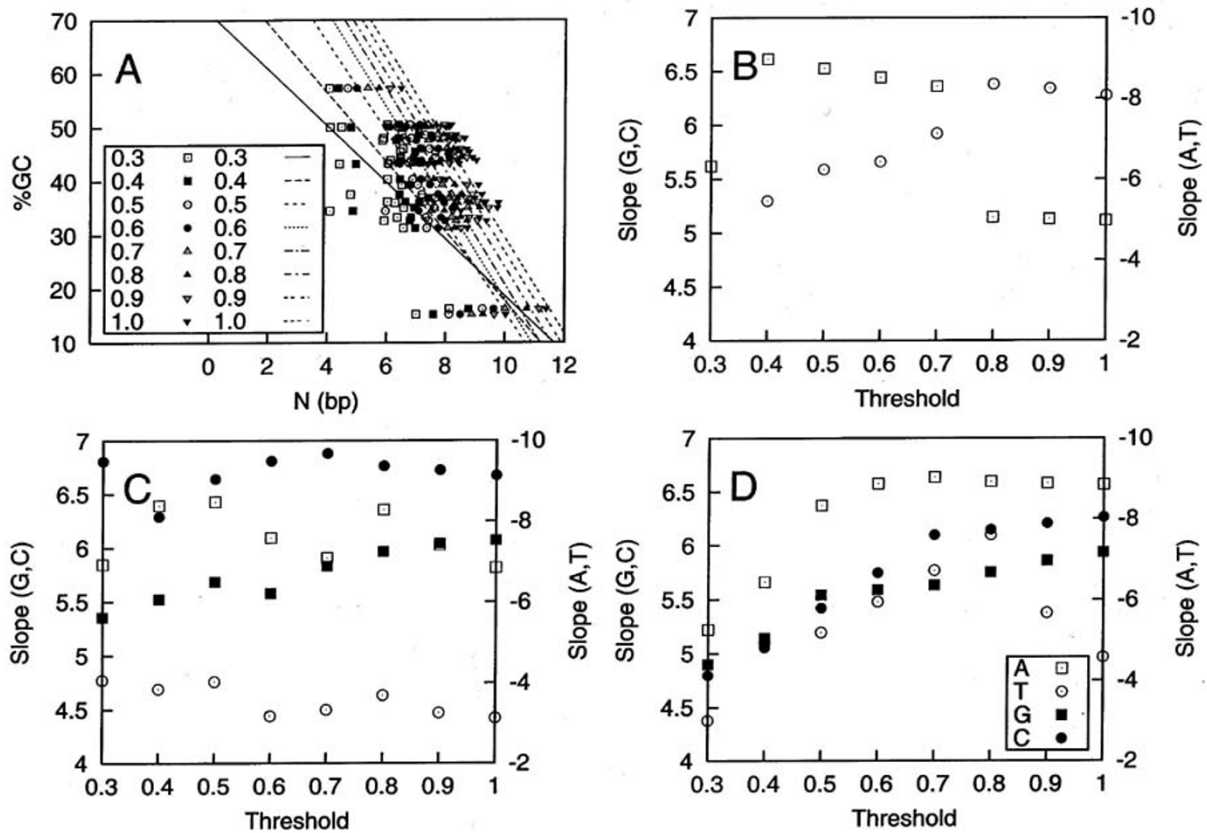 A
%GC
70
60
50
40
30
20
10
0.3 0.3
0.4 0.4
0.5 0.5
0.6 0.6
0.7 0.7
0.8 0.8
0.9 0.9
1.0 1.0
0 2 4 6 8 10 12
N (bp)
B
Slope (G,C)
7
6.5
6
5.5
5
4.5
4
-10
-8
-6
-4
-2
Slope (A,T)
0.3 0.4 0.5 0.6 0.7 0.8 0.9 1
Threshold
C
Slope (G,C)
7
6.5
6
5.5
5
4.5
4
-10
-8
-6
-4
-2
Slope (A,T)
0.3 0.4 0.5 0.6 0.7 0.8 0.9 1
Threshold
D
Slope (G,C)
7
6.5
6
5.5
5
4.5
4
-10
-8
-6
-4
-2
Slope (A,T)
A
T
G
C
0.3 0.4 0.5 0.6 0.7 0.8 0.9 1
Threshold